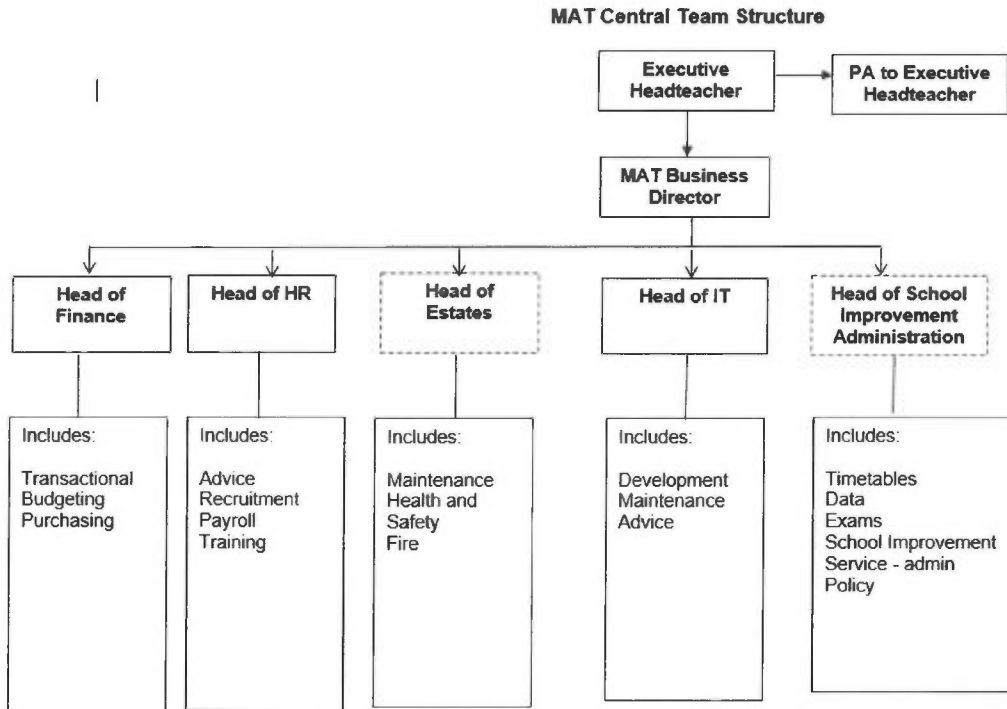 MAT Central Team Structure
Executive
Headteacher
PA to Executive
Headteacher
MAT Business
Director
Head of
Finance
Head of HR
Head of
Estates
Head of IT
Head of School
Improvement
Administration
Includes:
Transactional
Budgeting
Purchasing
Includes:
Advice
Recruitment
Payroll
Training
Includes:
Maintenance
Health and
Safety
Fire
Includes:
Development
Maintenance
Advice
Includes:
Timetables
Data
Exams
School Improvement
Service - admin
Policy